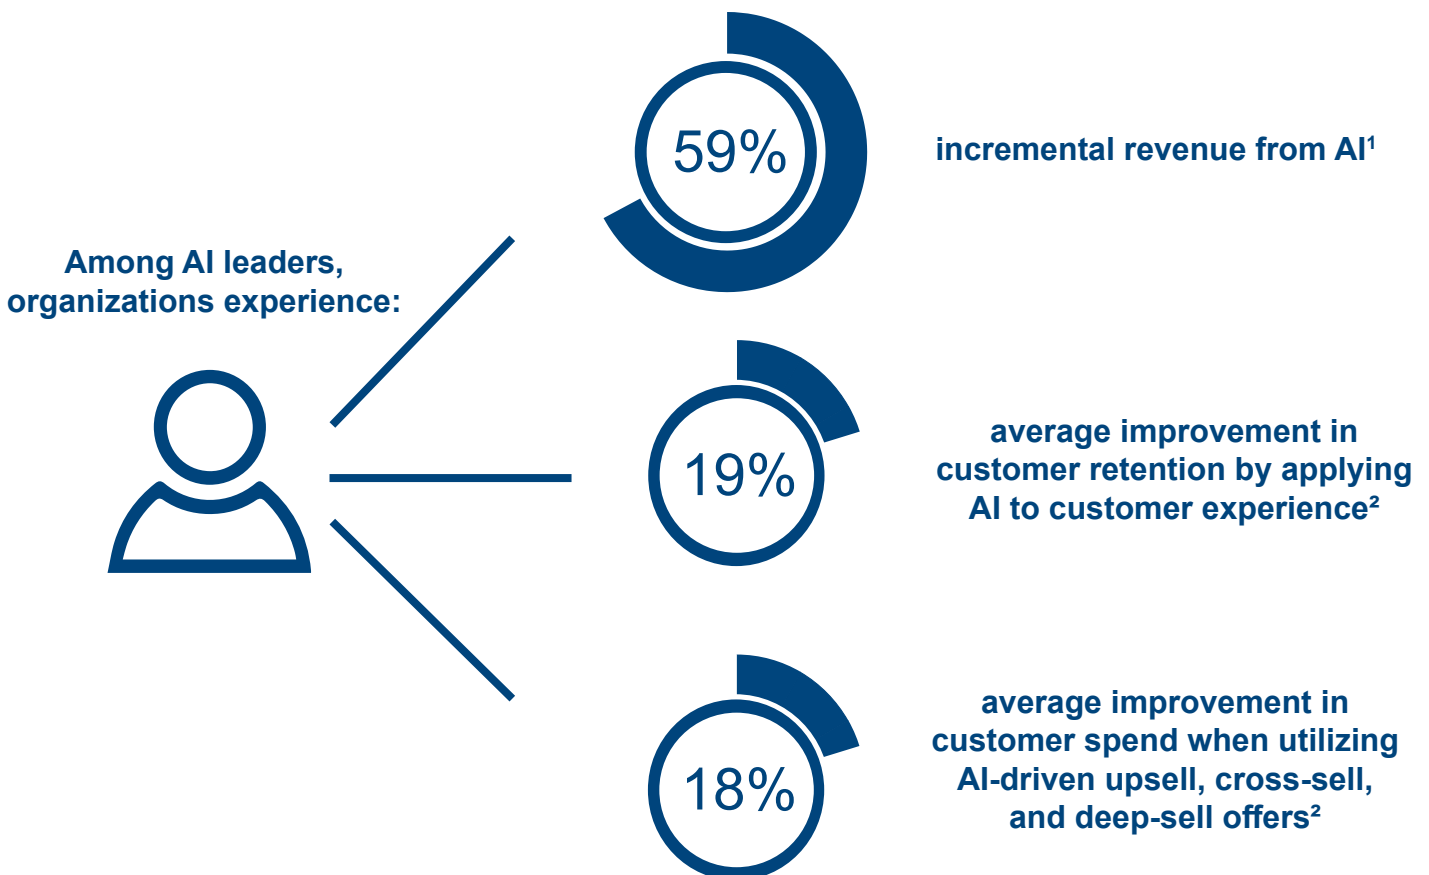 59%
incremental revenue from AI¹
Among AI leaders,
organizations experience:
19%
average improvement in
customer retention by applying
AI to customer experience²
18%
average improvement in
customer spend when utilizing
AI-driven upsell, cross-sell,
and deep-sell offers²